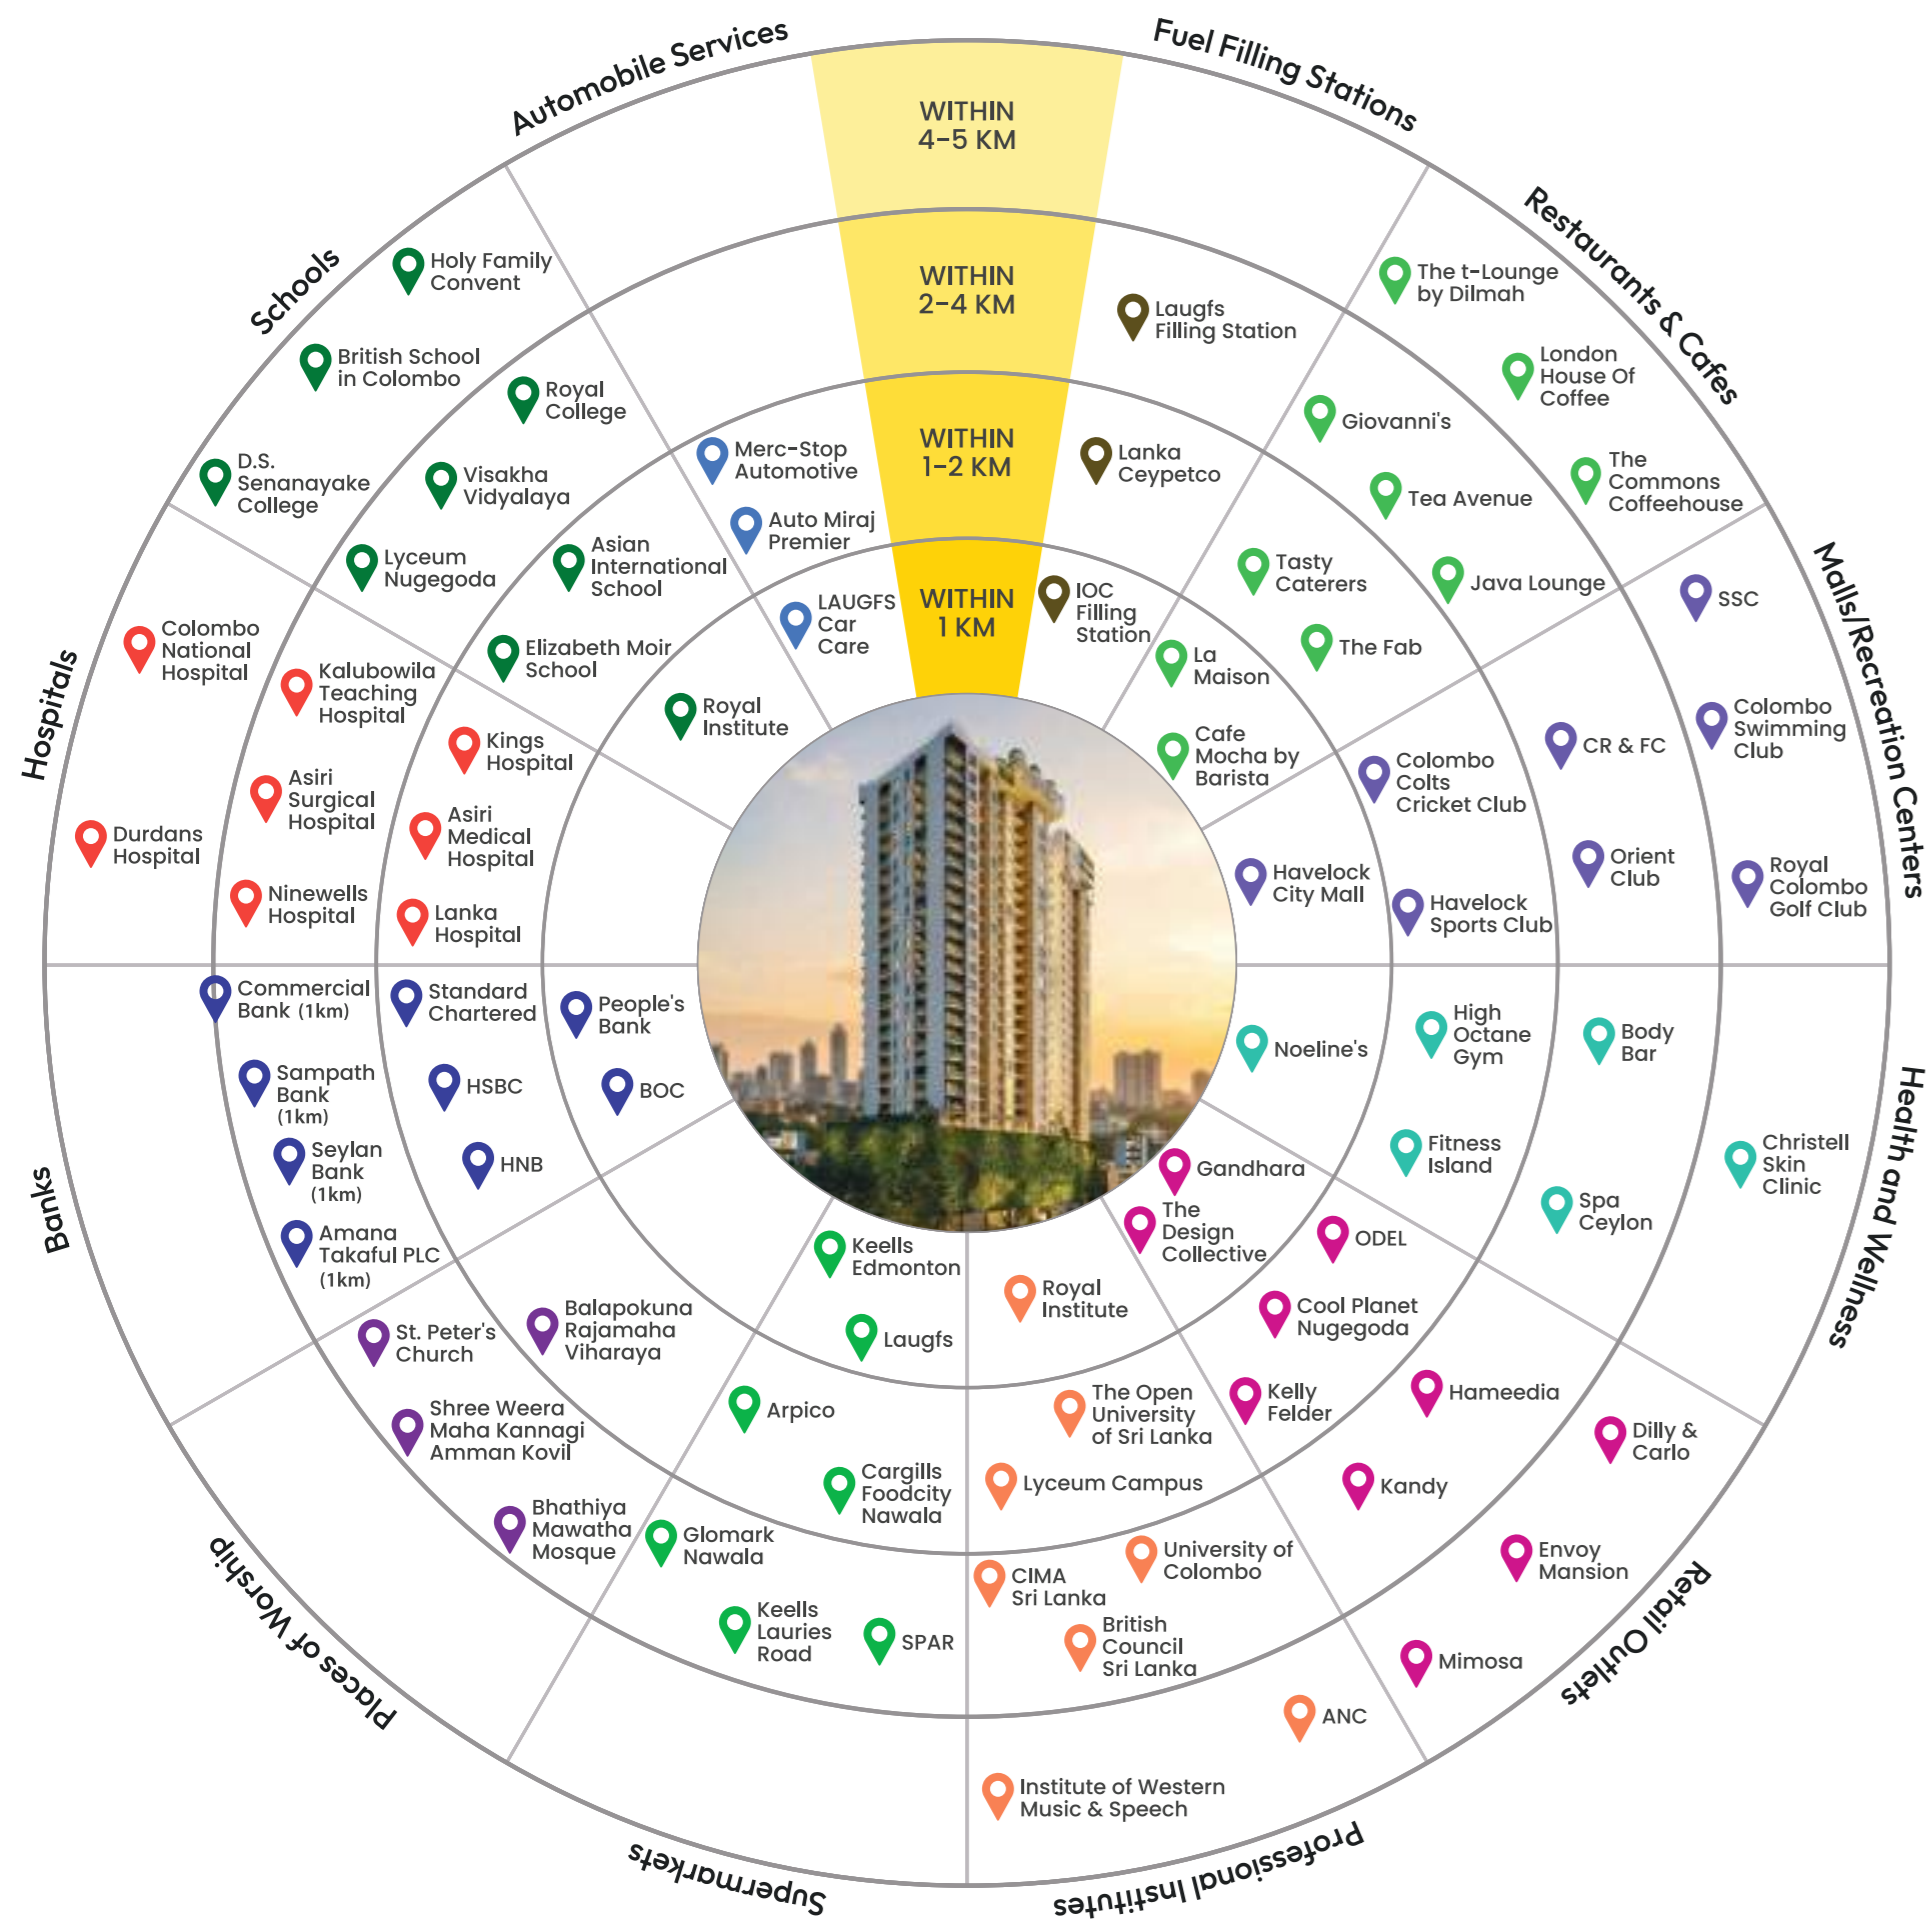 Automobile Services
Fuel Filling Stations
Restaurants & Cafes
Malls/Recreation Centers
Health and Wellness
Retail Outlets
Professional Institutes
Supermarkets
Places of Worship
Banks
Hospitals
Schools
WITHIN
4–5 KM
WITHIN
2–4 KM
WITHIN
1–2 KM
WITHIN
1 KM
Merc-Stop
Automotive
Auto Miraj
Premier
LAUGFS
Car
Care
Laugfs
Filling Station
Lanka
Ceypetco
IOC
Filling
Station
The t-Lounge
by Dilmah
London
House Of
Coffee
The
Commons
Coffeehouse
Giovanni's
Tea Avenue
Java Lounge
Tasty
Caterers
The Fab
La
Maison
Cafe
Mocha by
Barista
SSC
Colombo
Swimming
Club
Royal
Colombo
Golf Club
CR & FC
Orient
Club
Colombo
Colts
Cricket Club
Havelock
Sports Club
Havelock
City Mall
Noeline's
High
Octane
Gym
Fitness
Island
Body
Bar
Spa
Ceylon
Christell
Skin
Clinic
Gandhara
The
Design
Collective
ODEL
Cool Planet
Nugegoda
Kelly
Felder
Hameedia
Kandy
Dilly &
Carlo
Envoy
Mansion
Mimosa
Royal
Institute
The Open
University
of Sri Lanka
Lyceum Campus
University of
Colombo
CIMA
Sri Lanka
British
Council
Sri Lanka
ANC
Institute of Western
Music & Speech
Keells
Edmonton
Laugfs
Arpico
Cargills
Foodcity
Nawala
Glomark
Nawala
Keells
Lauries
Road
SPAR
Balapokuna
Rajamaha
Viharaya
St. Peter's
Church
Shree Weera
Maha Kannagi
Amman Kovil
Bhathiya
Mawatha
Mosque
People's
Bank
BOC
Standard
Chartered
HSBC
HNB
Commercial
Bank (1km)
Sampath
Bank
(1km)
Seylan
Bank
(1km)
Amana
Takaful PLC
(1km)
Colombo
National
Hospital
Durdans
Hospital
Kalubowila
Teaching
Hospital
Asiri
Surgical
Hospital
Ninewells
Hospital
Kings
Hospital
Asiri
Medical
Hospital
Lanka
Hospital
Holy Family
Convent
British School
in Colombo
D.S.
Senanayake
College
Royal
College
Visakha
Vidyalaya
Lyceum
Nugegoda
Asian
International
School
Elizabeth Moir
School
Royal
Institute